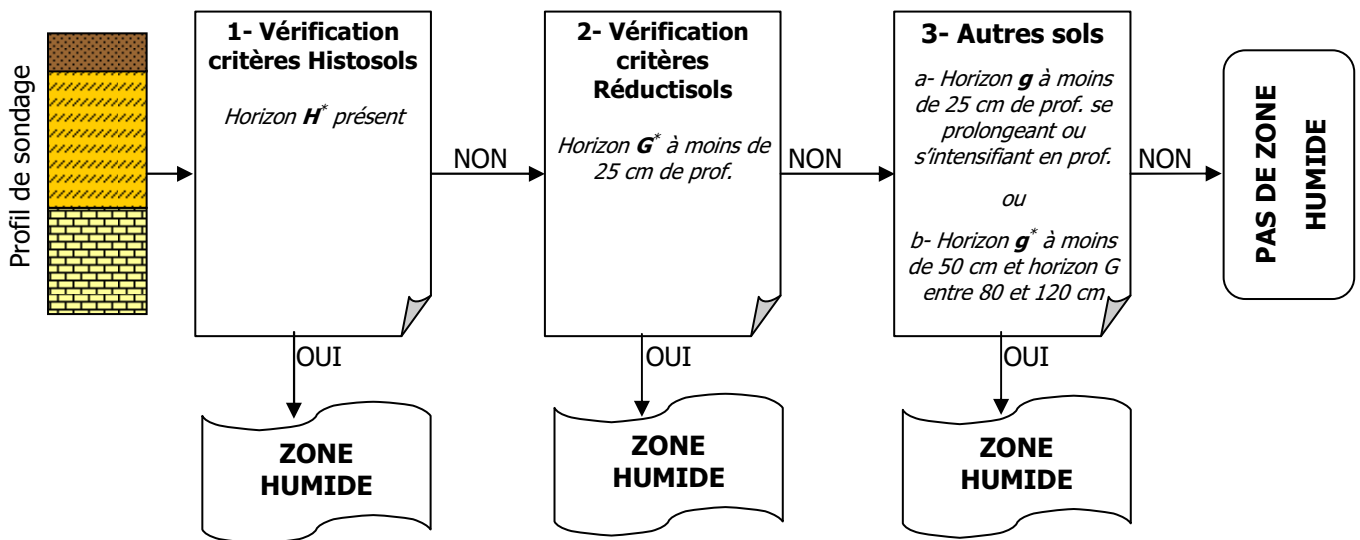 Profil de sondage
1- Vérification
critères Histosols
Horizon H* présent
NON
OUI
ZONE
HUMIDE
2- Vérification
critères
Réductisols
Horizon G* à moins de
25 cm de prof.
NON
OUI
ZONE
HUMIDE
3- Autres sols
a- Horizon g à moins
de 25 cm de prof. se
prolongeant ou
s'intensifiant en prof.
ou
b- Horizon g* à moins
de 50 cm et horizon G
entre 80 et 120 cm
NON
OUI
ZONE
HUMIDE
PAS DE ZONE
HUMIDE